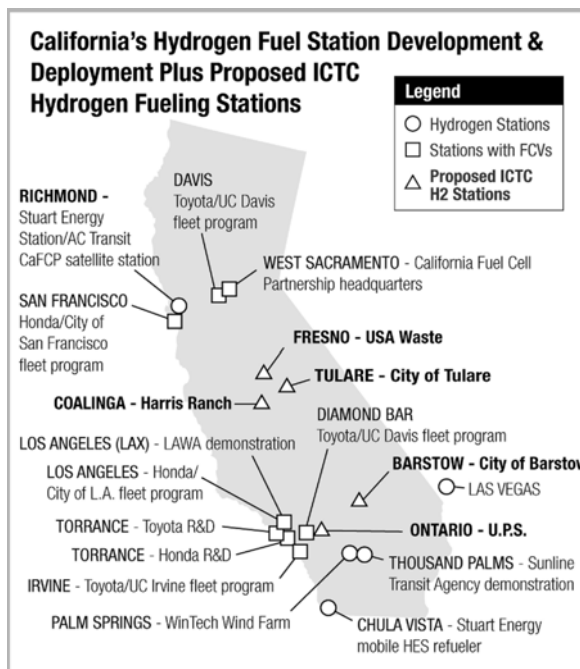 California's Hydrogen Fuel Station Development &
Deployment Plus Proposed ICTC
Hydrogen Fueling Stations
Legend
Hydrogen Stations
Stations with FCVs
Proposed ICTC
H2 Stations
DAVIS
Toyota/UC Davis
fleet program
RICHMOND -
Stuart Energy
Station/AC Transit
CaFCP satellite station
WEST SACRAMENTO - California Fuel Cell
Partnership headquarters
SAN FRANCISCO
Honda/City of
San Francisco
fleet program
FRESNO - USA Waste
TULARE - City of Tulare
COALINGA - Harris Ranch
DIAMOND BAR
Toyota/UC Davis fleet program
LOS ANGELES (LAX) - LAWA demonstration
BARSTOW - City of Barstow
LOS ANGELES - Honda/
City of L.A. fleet program
LAS VEGAS
TORRANCE - Toyota R&D
ONTARIO - U.P.S.
TORRANCE - Honda R&D
THOUSAND PALMS - Sunline
Transit Agency demonstration
IRVINE - Toyota/UC Irvine fleet program
PALM SPRINGS - WinTech Wind Farm
CHULA VISTA - Stuart Energy
mobile HES refueler